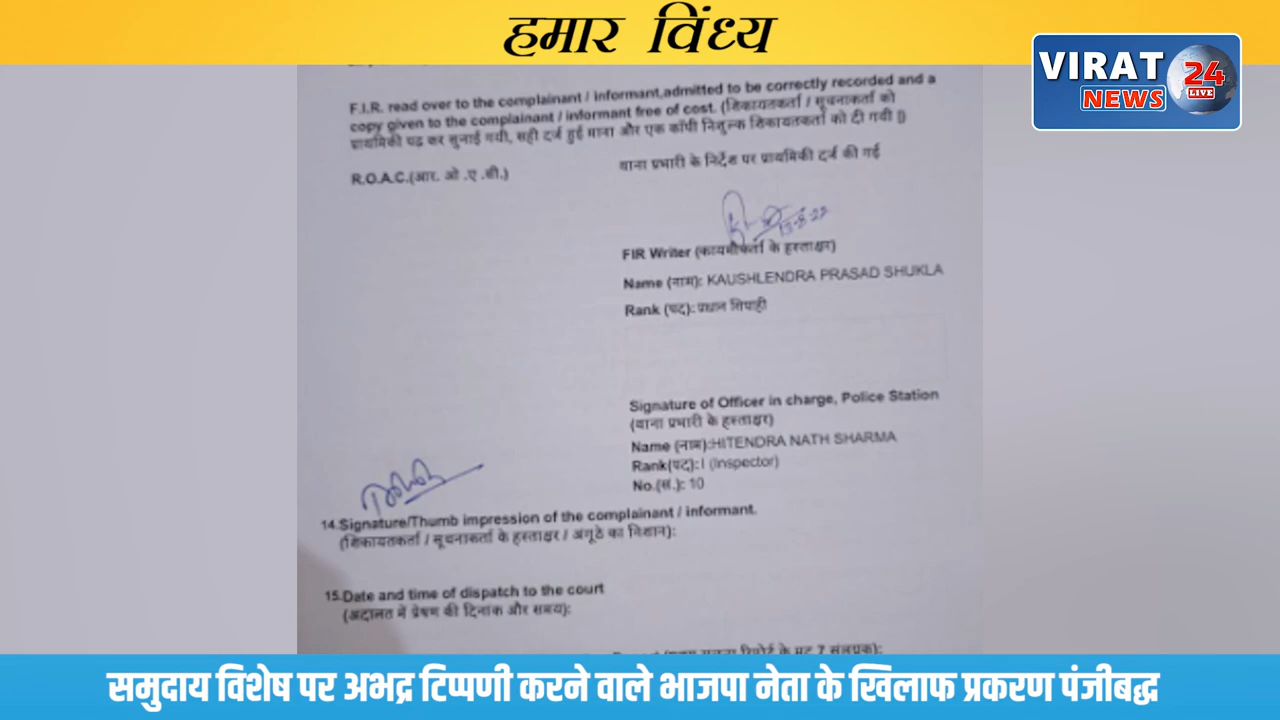 हमार विंध्य
VIRAT 24
NEWS LIVE
F.I.R. read over to the complainant / informant,admitted to be correctly recorded and a
copy given to the complainant / informant free of cost. (शिकायतकर्ता / सूचनाकर्ता को
प्राथमिकी पढ़ कर सुनाई गयी, सही दर्ज हुई माना और एक कॉपी निशुल्क शिकायतकर्ता को दी गयी |)
R.O.A.C.(आर. ओ .ए .सी.)
थाना प्रभारी के निर्देश पर प्राथमिकी दर्ज की गई
13-8-22
FIR Writer (कायमीकर्ता के हस्ताक्षर)
Name (नाम): KAUSHLENDRA PRASAD SHUKLA
Rank (पद): प्रधान सिपाही
Signature of Officer in charge, Police Station
(थाना प्रभारी के हस्ताक्षर)
Name (नाम):HITENDRA NATH SHARMA
Rank(पद): I (Inspector)
No.(सं.): 10
14.Signature/Thumb impression of the complainant / informant.
(शिकायतकर्ता / सूचनाकर्ता के हस्ताक्षर / अंगूठे का निशान):
15.Date and time of dispatch to the court
(अदालत में प्रेषण की दिनांक और समय):
समुदाय विशेष पर अभद्र टिप्पणी करने वाले भाजपा नेता के खिलाफ प्रकरण पंजीबद्ध